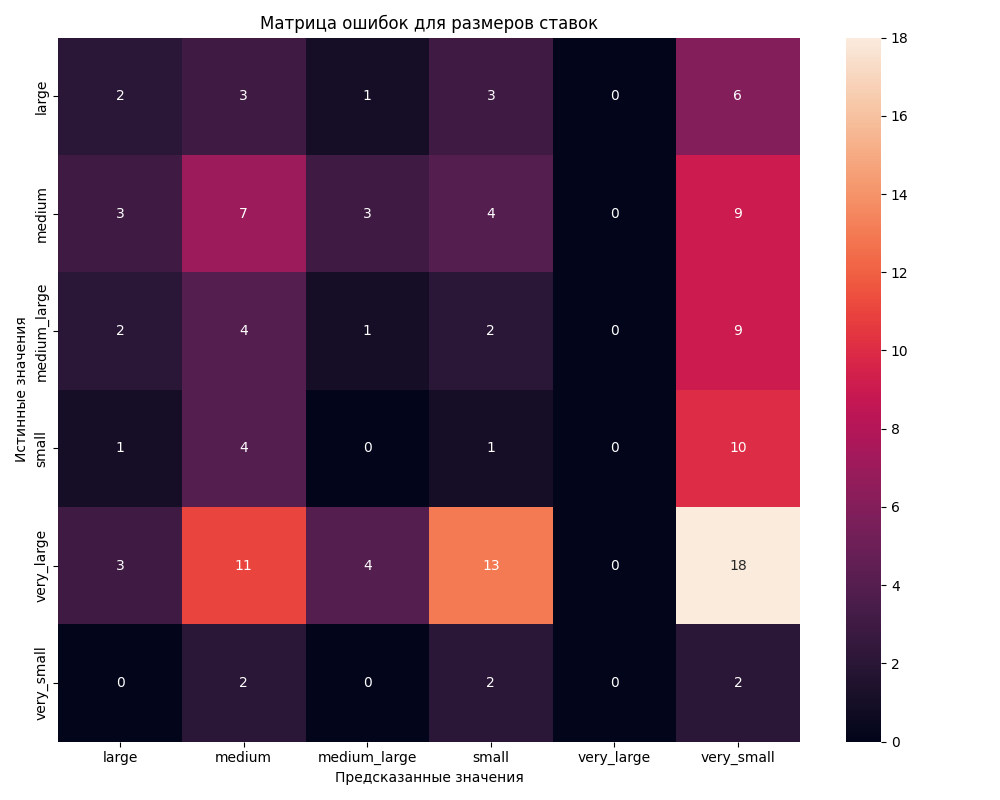 Матрица ошибок для размеров ставок
Истинные значения
large 2 3 1 3 0 6
medium 3 7 3 4 0 9
medium_large 2 4 1 2 0 9
small 1 4 0 1 0 10
very_large 3 11 4 13 0 18
very_small 0 2 0 2 0 2
large medium medium_large small very_large very_small
Предсказанные значения
18
16
14
12
10
8
6
4
2
0